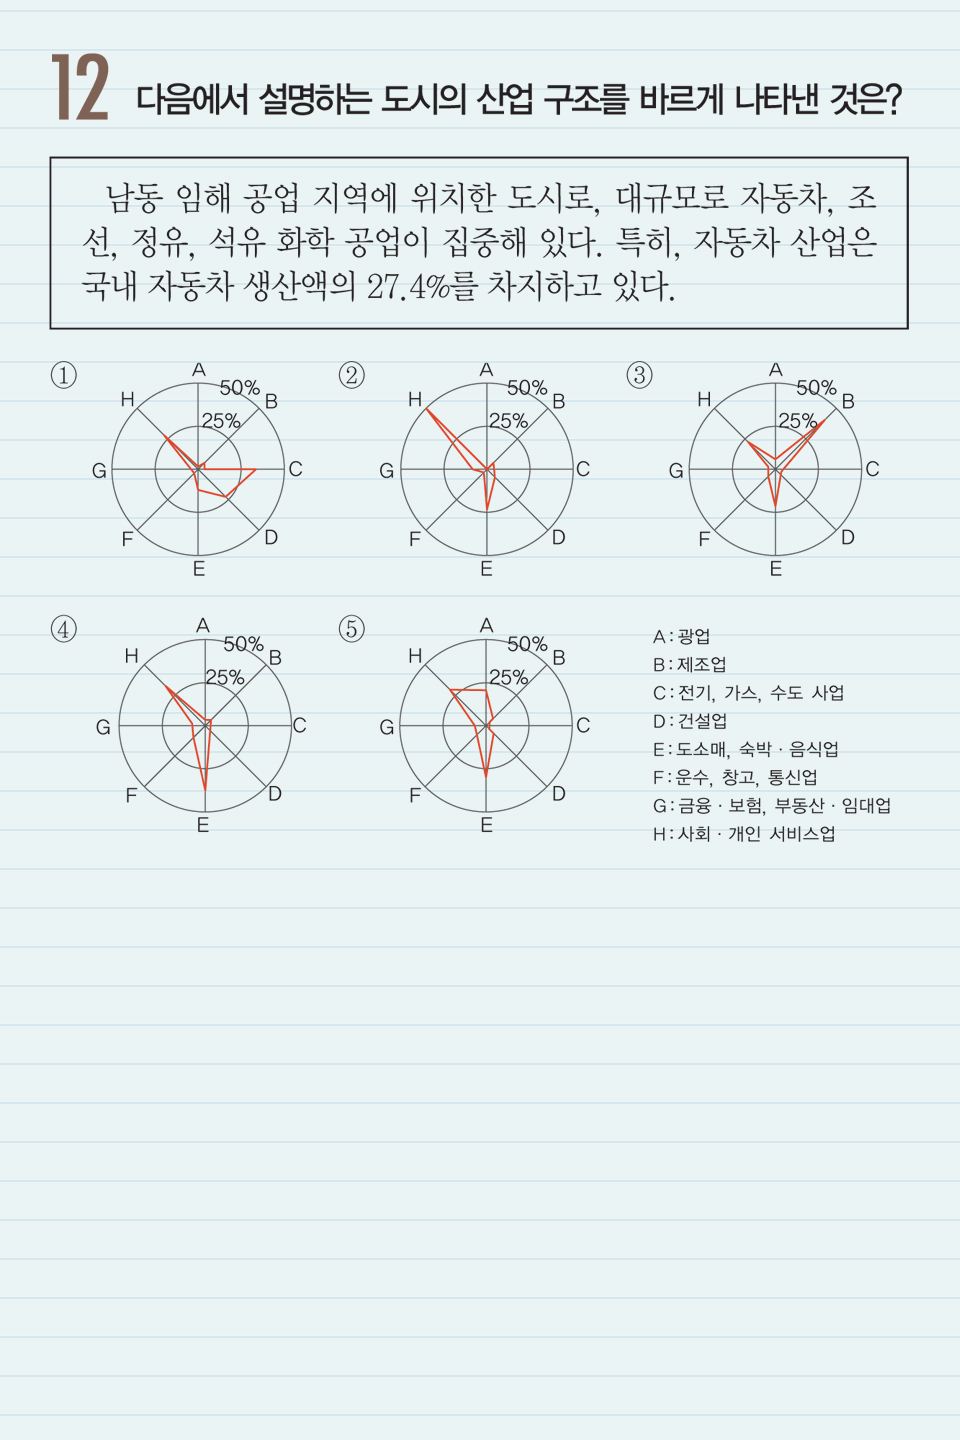 12 다음에서 설명하는 도시의 산업 구조를 바르게 나타낸 것은?
남동 임해 공업 지역에 위치한 도시로, 대규모로 자동차, 조
선, 정유, 석유 화학 공업이 집중해 있다. 특히, 자동차 산업은
국내 자동차 생산액의 27.4%를 차지하고 있다.
①
A
B
C
D
E
F
G
H
50%
25%
②
A
B
C
D
E
F
G
H
50%
25%
③
A
B
C
D
E
F
G
H
50%
25%
④
A
B
C
D
E
F
G
H
50%
25%
⑤
A
B
C
D
E
F
G
H
50%
25%
A : 광업
B : 제조업
C : 전기, 가스, 수도 사업
D : 건설업
E : 도소매, 숙박 · 음식업
F : 운수, 창고, 통신업
G : 금융 · 보험, 부동산 · 임대업
H : 사회 · 개인 서비스업